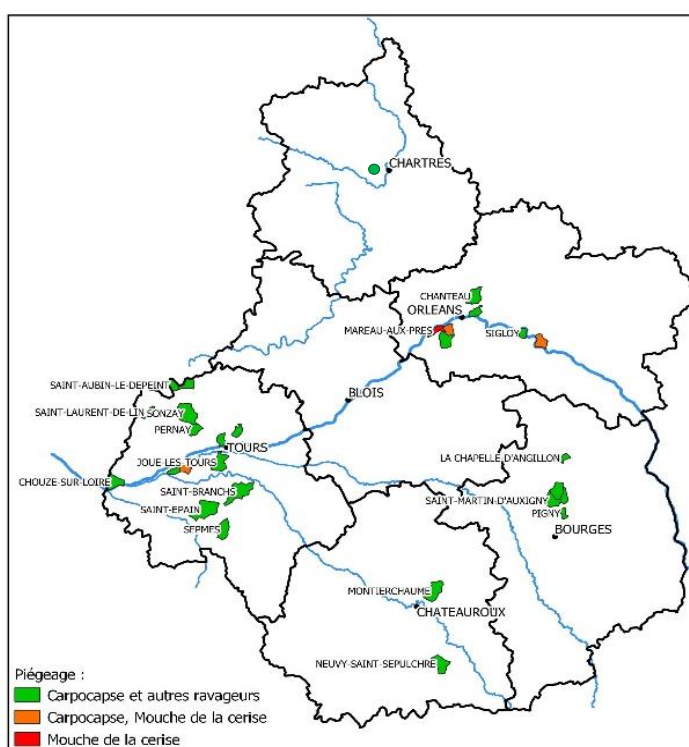 CHARTRES
CHANTEAU
ORLEANS
MAREAU-AUX-PRES
SIGLOY
SAINT-AUBIN-LE-DEPEINT
BLOIS
SAINT-LAURENT-DE-LIN
SONZAY
PERNAY
TOURS
LA CHAPELLE D'ANGILLON
JOUE-LES-TOURS
CHOUZE-SUR-LOIRE
SAINT-BRANCHS
SAINT-MARTIN-D'AUXIGNY
SAINT-EPAIN
PIGNY
SEPMES
BOURGES
MONTIERCHAUME
CHATEAUROUX
NEUVY-SAINT-SEPULCHRE
Piégeage :
Carpocapse et autres ravageurs
Carpocapse, Mouche de la cerise
Mouche de la cerise